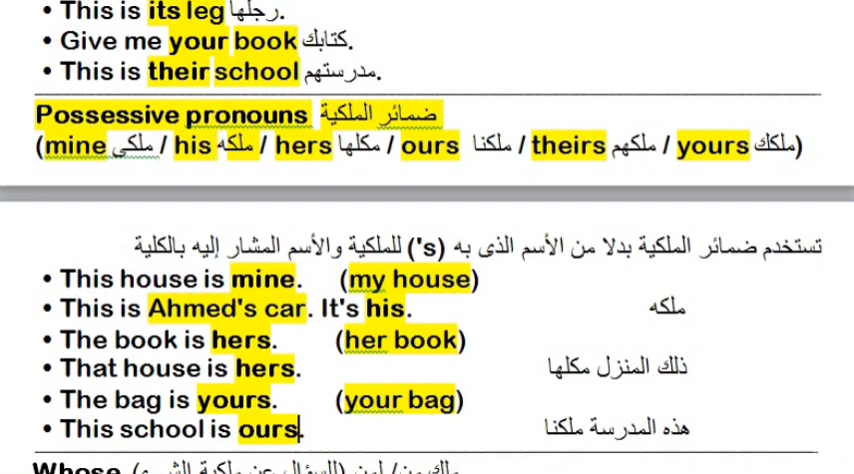 • This is its leg رجلها.
• Give me your book كتابك.
• This is their school مدرستهم.
Possessive pronouns ضمائر الملكية
(mine ملكى / his ملكه / hers مكلها / ours ملكنا / theirs ملكهم / yours ملكك)
تستخدم ضمائر الملكية بدلا من الأسم الذى به (s') للملكية والأسم المشار إليه بالكلية
• This house is mine. (my house)
• This is Ahmed's car. It's his. ملكه
• The book is hers. (her book)
• That house is hers. ذلك المنزل مكلها
• The bag is yours. (your bag)
• This school is ours. هذه المدرسة ملكنا
Whose